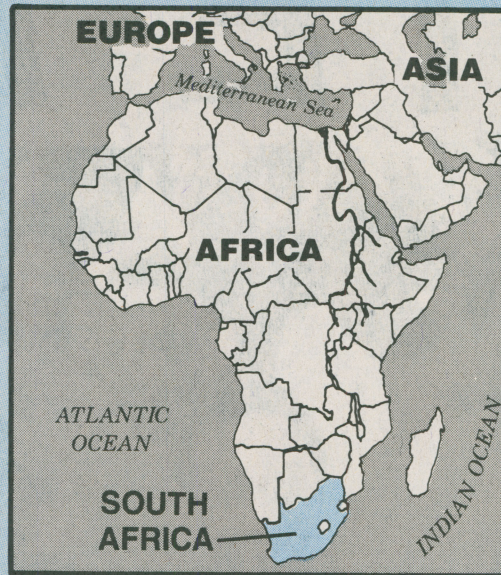 EUROPE
ASIA
Mediterranean Sea
AFRICA
ATLANTIC
OCEAN
INDIAN OCEAN
SOUTH
AFRICA